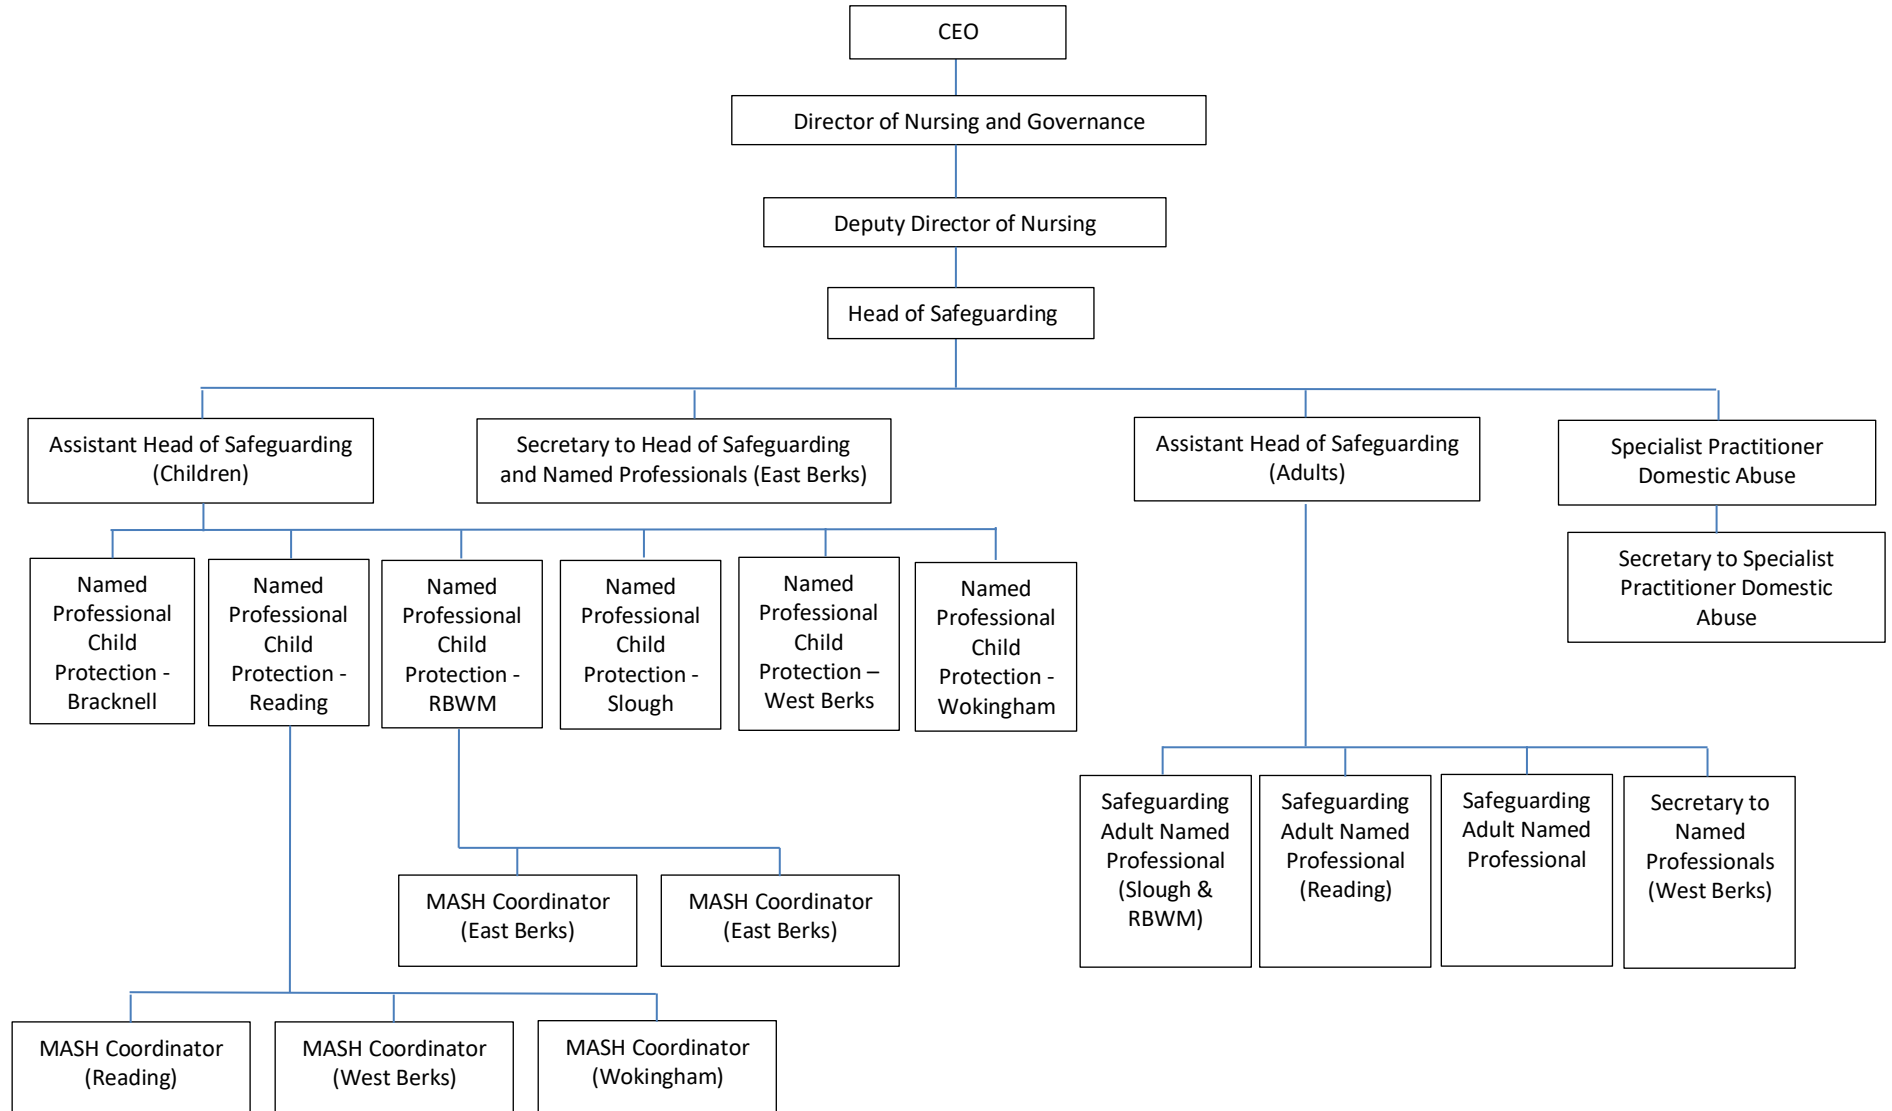 CEO
Director of Nursing and Governance
Deputy Director of Nursing
Head of Safeguarding
Assistant Head of Safeguarding
(Children)
Secretary to Head of Safeguarding
and Named Professionals (East Berks)
Assistant Head of Safeguarding
(Adults)
Specialist Practitioner
Domestic Abuse
Secretary to Specialist
Practitioner Domestic
Abuse
Named
Professional
Child
Protection -
Bracknell
Named
Professional
Child
Protection -
Reading
Named
Professional
Child
Protection -
RBWM
Named
Professional
Child
Protection -
Slough
Named
Professional
Child
Protection –
West Berks
Named
Professional
Child
Protection -
Wokingham
Safeguarding
Adult Named
Professional
(Slough &
RBWM)
Safeguarding
Adult Named
Professional
(Reading)
Safeguarding
Adult Named
Professional
Secretary to
Named
Professionals
(West Berks)
MASH Coordinator
(East Berks)
MASH Coordinator
(East Berks)
MASH Coordinator
(Reading)
MASH Coordinator
(West Berks)
MASH Coordinator
(Wokingham)